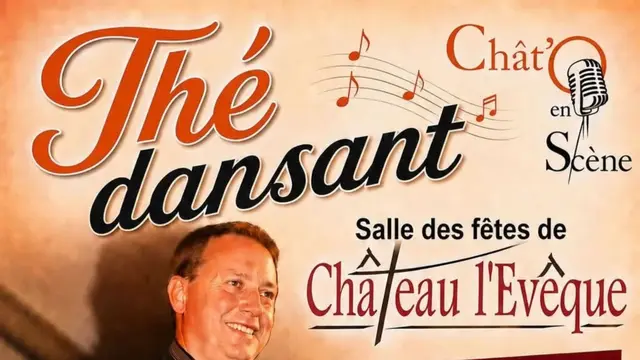 Thé
dansant
Chât'O
en
Scène
Salle des fêtes de
Château l'Evêque